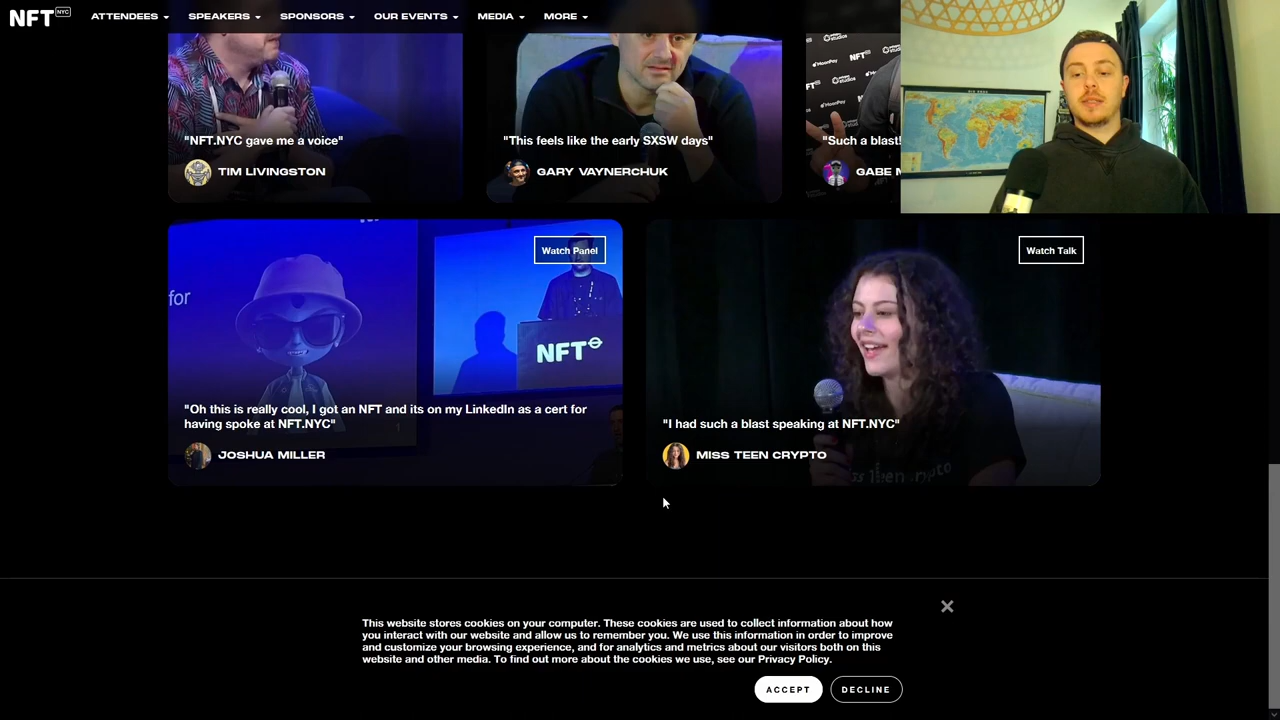 NFT NYC
ATTENDEES
SPEAKERS
SPONSORS
OUR EVENTS
MEDIA
MORE
"NFT.NYC gave me a voice"
TIM LIVINGSTON
"This feels like the early SXSW days"
GARY VAYNERCHUK
"Such a blast!
GABE
Watch Panel
for
NFT
"Oh this is really cool, I got an NFT and its on my LinkedIn as a cert for
having spoke at NFT.NYC"
JOSHUA MILLER
Watch Talk
"I had such a blast speaking at NFT.NYC"
MISS TEEN CRYPTO
This website stores cookies on your computer. These cookies are used to collect information about how
you interact with our website and allow us to remember you. We use this information in order to improve
and customize your browsing experience, and for analytics and metrics about our visitors both on this
website and other media. To find out more about the cookies we use, see our Privacy Policy.
ACCEPT
DECLINE